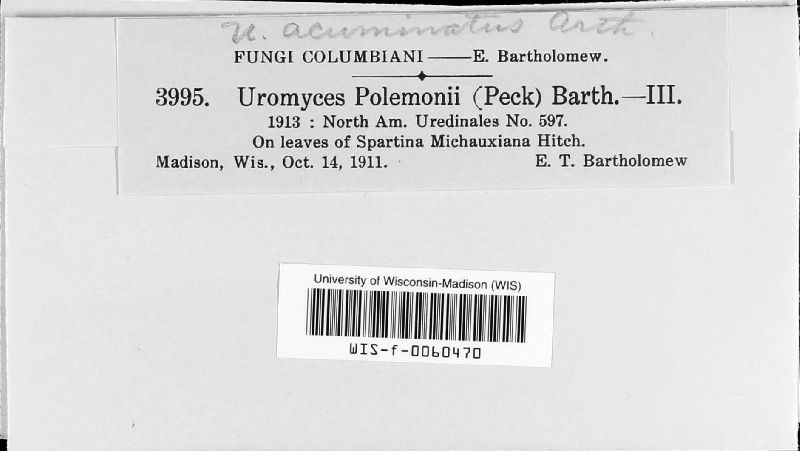 U. acuminatus Arth.
FUNGI COLUMBIANI——E. Bartholomew.
3995. Uromyces Polemonii (Peck) Barth.—III.
1913 : North Am. Uredinales No. 597.
On leaves of Spartina Michauxiana Hitch.
Madison, Wis., Oct. 14, 1911. E. T. Bartholomew
University of Wisconsin-Madison (WIS)
WIS-f-0060470